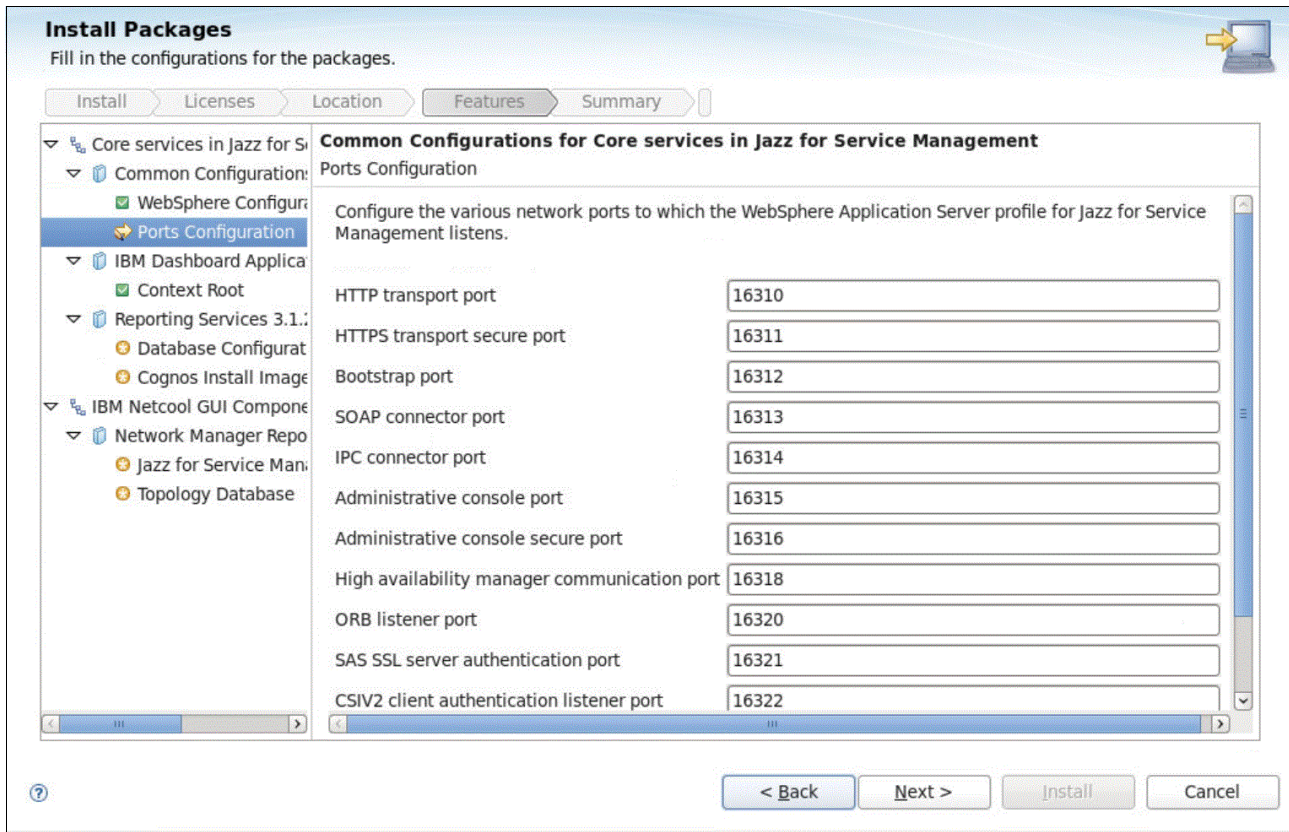 Install Packages
Fill in the configurations for the packages.
Install
Licenses
Location
Features
Summary
Core services in Jazz for
Common Configuration
WebSphere
Ports Configuration
IBM Dashboard
Context Root
Reporting Services 3.1.
Database
Cognos Install Image
IBM Netcool GUI
Network Manager
Jazz for Service
Topology Database
Common Configurations for Core services in Jazz for Service Management
Ports Configuration
Configure the various network ports to which the WebSphere Application Server profile for Jazz for Service
Management listens.
HTTP transport port 16310
HTTPS transport secure port 16311
Bootstrap port 16312
SOAP connector port 16313
IPC connector port 16314
Administrative console port 16315
Administrative console secure port 16316
High availability manager communication port 16318
ORB listener port 16320
SAS SSL server authentication port 16321
CSIV2 client authentication listener port 16322
?
< Back
Next >
Install
Cancel